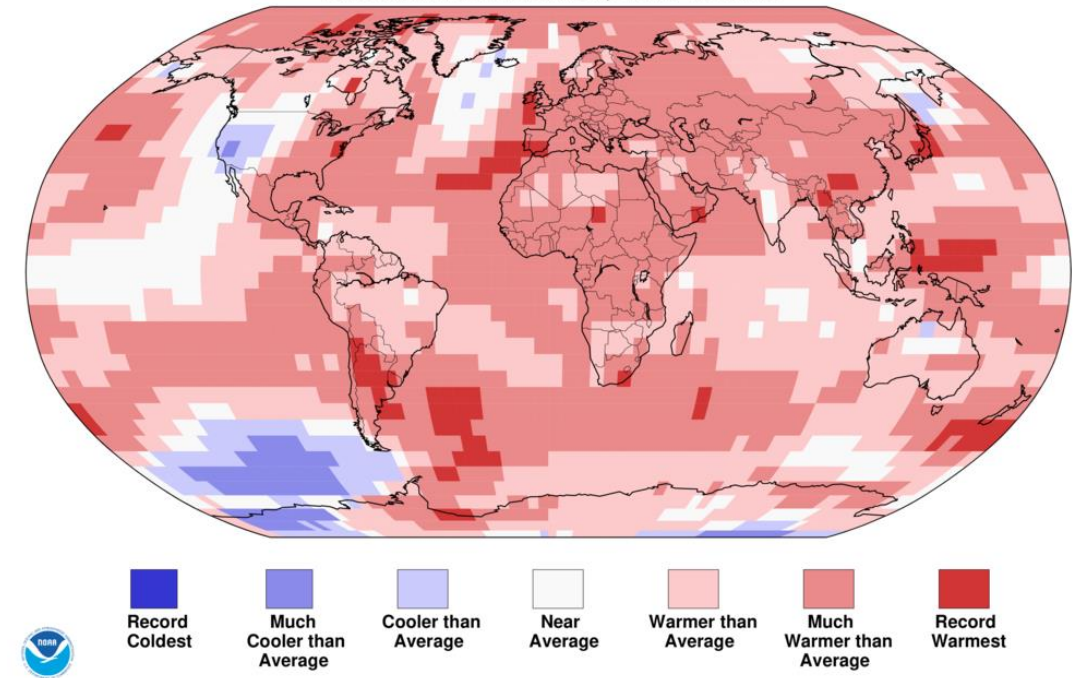 Record
Coldest
Much
Cooler than
Average
Cooler than
Average
Near
Average
Warmer than
Average
Much
Warmer than
Average
Record
Warmest
NOAA